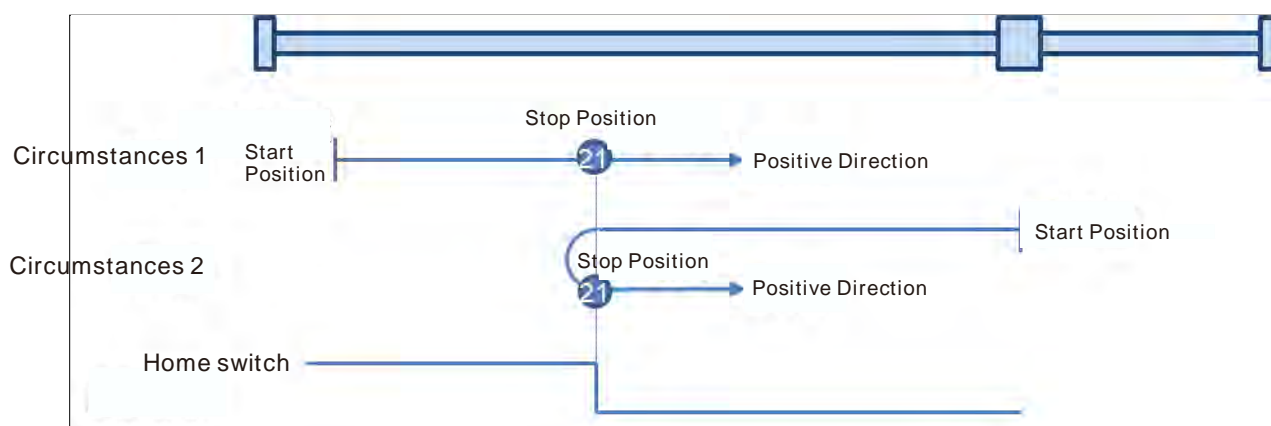 Stop Position
Circumstances 1
Start
Position
21
Positive Direction
Start Position
Circumstances 2
Stop Position
21
Positive Direction
Home switch